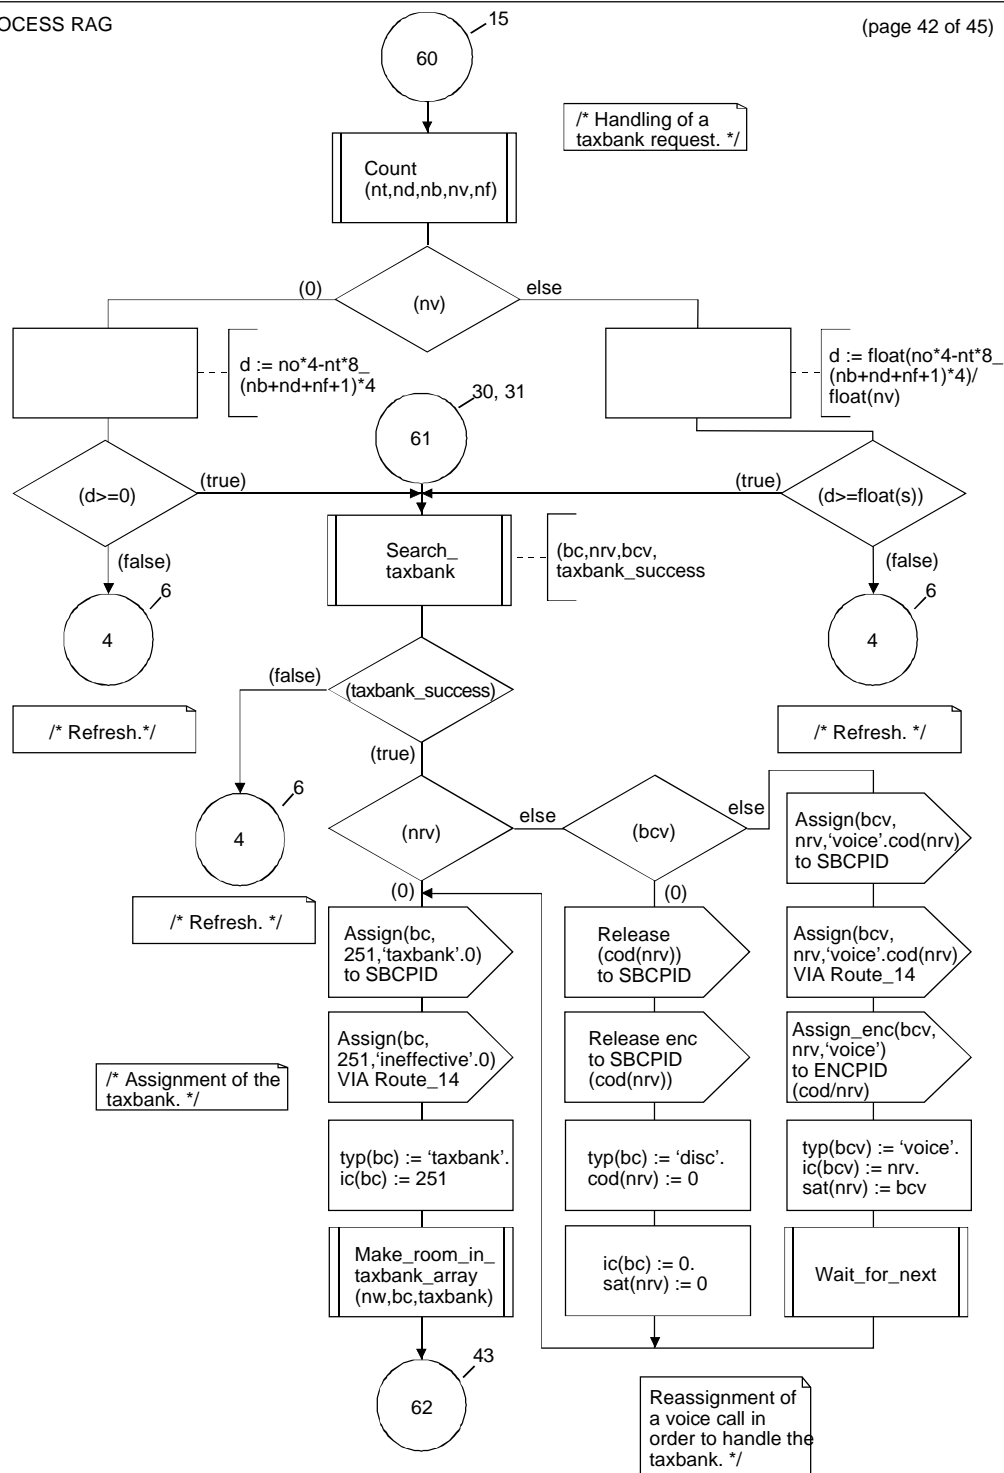 OCESS RAG
(page 42 of 45)
15
60
/* Handling of a
taxbank request. */
Count
(nt,nd,nb,nv,nf)
(0)
(nv)
else
d := no*4-nt*8_
(nb+nd+nf+1)*4
d := float(no*4-nt*8_
(nb+nd+nf+1)*4)/
float(nv)
30, 31
61
(d>=0)
(true)
(true)
(d>=float(s))
(false)
(false)
Search_
taxbank
(bc,nrv,bcv,
taxbank_success
6
4
6
4
/* Refresh.*/
/* Refresh. */
(false)
(taxbank_success)
(true)
6
4
/* Refresh. */
(nrv)
else
(bcv)
else
(0)
(0)
Assign(bcv,
nrv,‘voice’.cod(nrv)
to SBCPID
Assign(bc,
251,‘taxbank’.0)
to SBCPID
Release
(cod(nrv))
to SBCPID
Assign(bcv,
nrv,‘voice’.cod(nrv)
VIA Route_14
/* Assignment of the
taxbank. */
Assign(bc,
251,‘ineffective’.0)
VIA Route_14
Release enc
to SBCPID
(cod(nrv))
Assign_enc(bcv,
nrv,‘voice’)
to ENCPID
(cod/nrv)
typ(bc) := ‘taxbank’.
ic(bc) := 251
typ(bc) := ‘disc’.
cod(nrv) := 0
typ(bcv) := ‘voice’.
ic(bcv) := nrv.
sat(nrv) := bcv
Make_room_in_
taxbank_array
(nw,bc,taxbank)
ic(bc) := 0.
sat(nrv) := 0
Wait_for_next
43
62
Reassignment of
a voice call in
order to handle the
taxbank. */